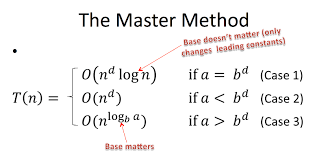 The Master Method
Base doesn't matter (only
changes leading constants)
•
O(n^d log n) if a = b^d (Case 1)
T(n) = { O(n^d) if a < b^d (Case 2)
O(n^{log_b a}) if a > b^d (Case 3)
Base matters